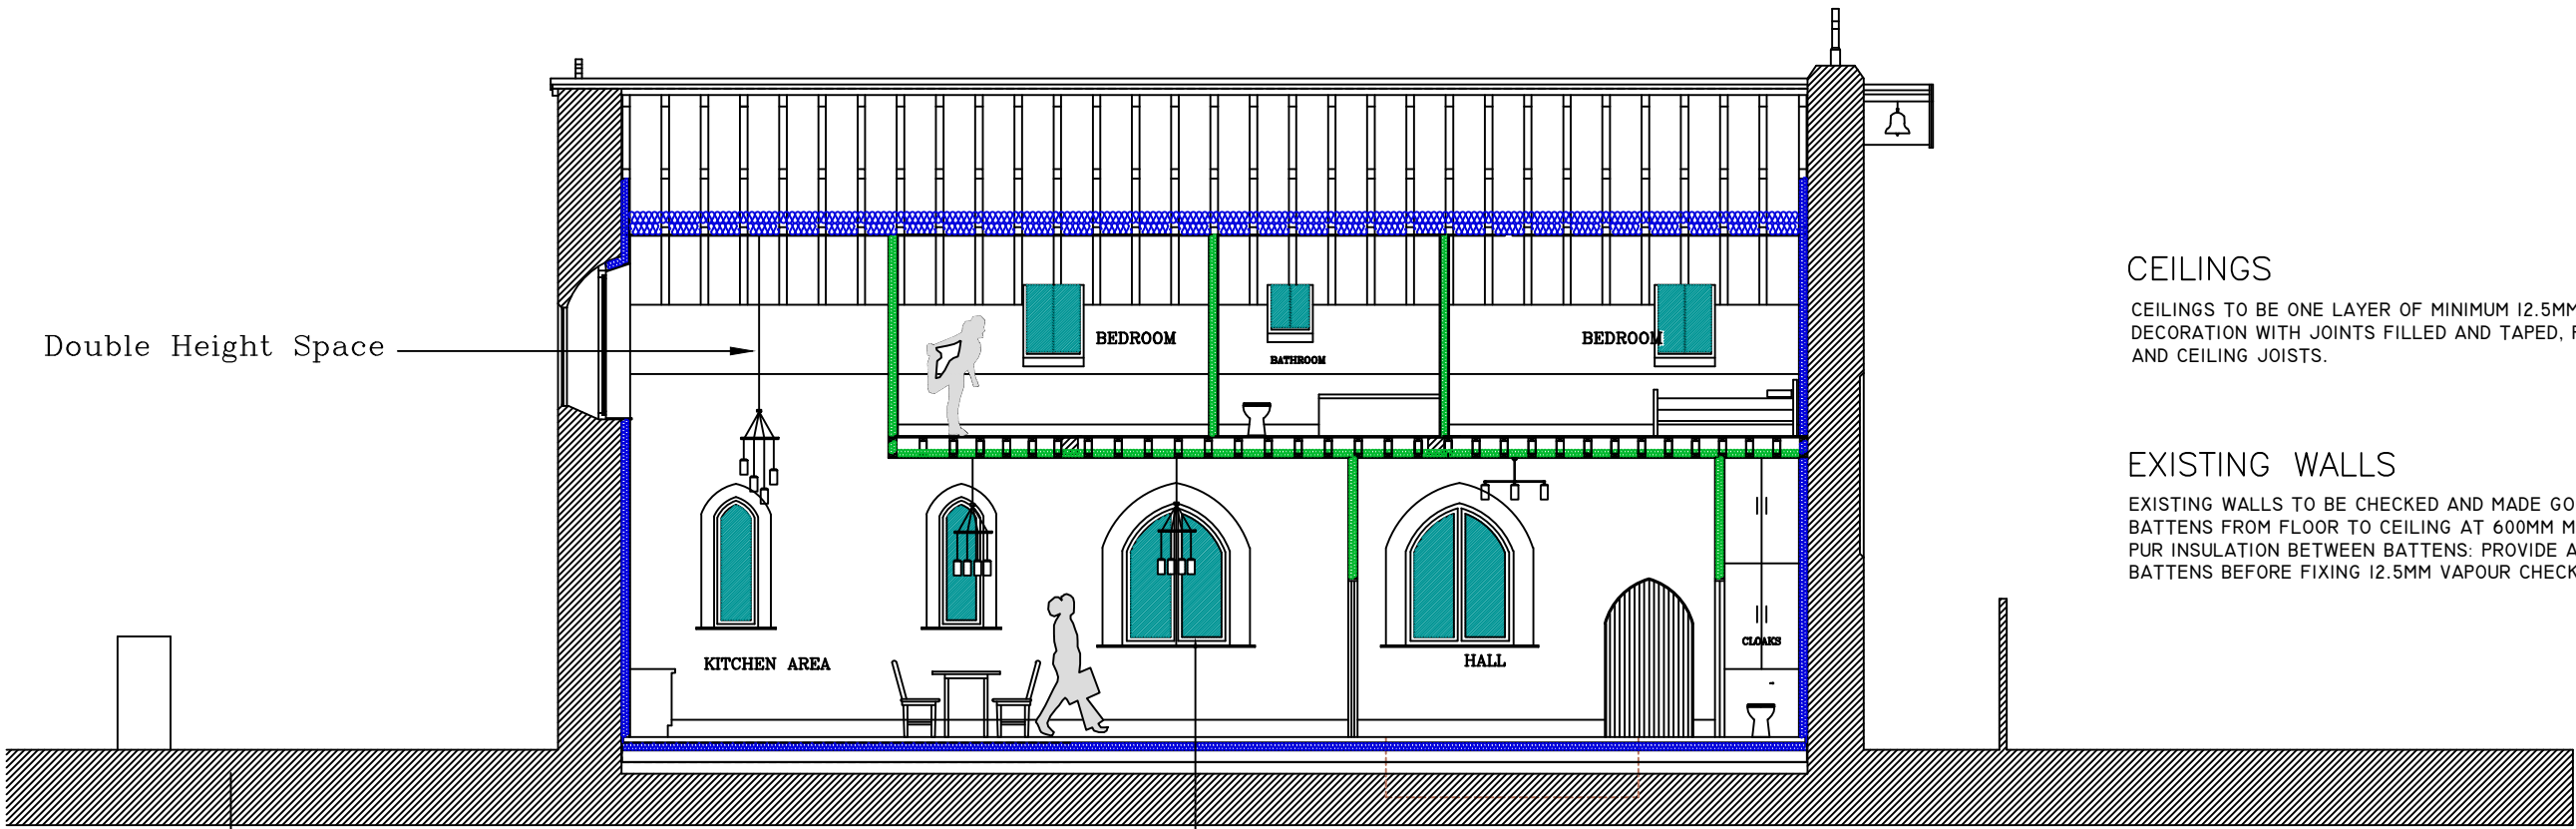 Double Height Space
BEDROOM
BATHROOM
BEDROOM
KITCHEN AREA
HALL
CLOAKS
CEILINGS
CEILINGS TO BE ONE LAYER OF MINIMUM 12.5MM
DECORATION WITH JOINTS FILLED AND TAPED,
AND CEILING JOISTS.
EXISTING WALLS
EXISTING WALLS TO BE CHECKED AND MADE
BATTENS FROM FLOOR TO CEILING AT 600MM
PUR INSULATION BETWEEN BATTENS: PROVIDE
BATTENS BEFORE FIXING 12.5MM VAPOUR CHECK